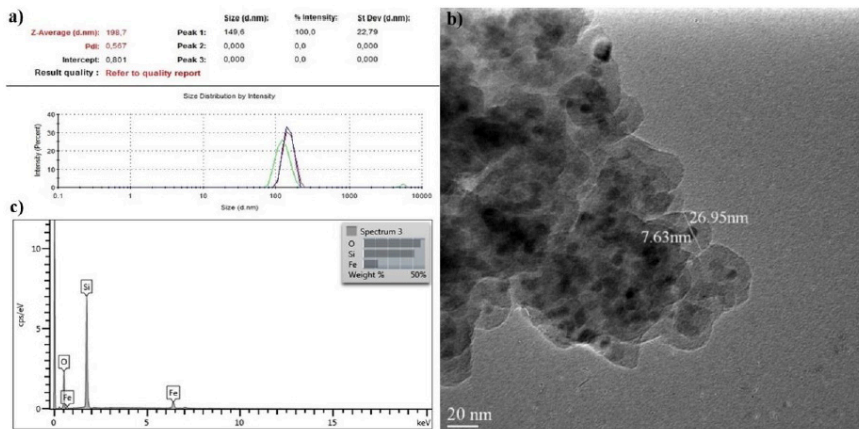 a)
Size (d.nm): % Intensity: St Dev (d.nm):
Z-Average (d.nm): 198,7 Peak 1: 149,6 100,0 22,79
PdI: 0,567 Peak 2: 0,000 0,0 0,000
Intercept: 0,801 Peak 3: 0,000 0,0 0,000
Result quality : Refer to quality report
Size Distribution by Intensity
Intensity (Percent)
40
30
20
10
0
0.1 1 10 100 1000 10000
Size (d.nm)
c)
Spectrum 3
O
Si
Fe
Weight % 50%
cps/eV
10
5
0
Si
O
Fe
Fe
0 5 10 15 keV
b)
26.95nm
7.63nm
20 nm